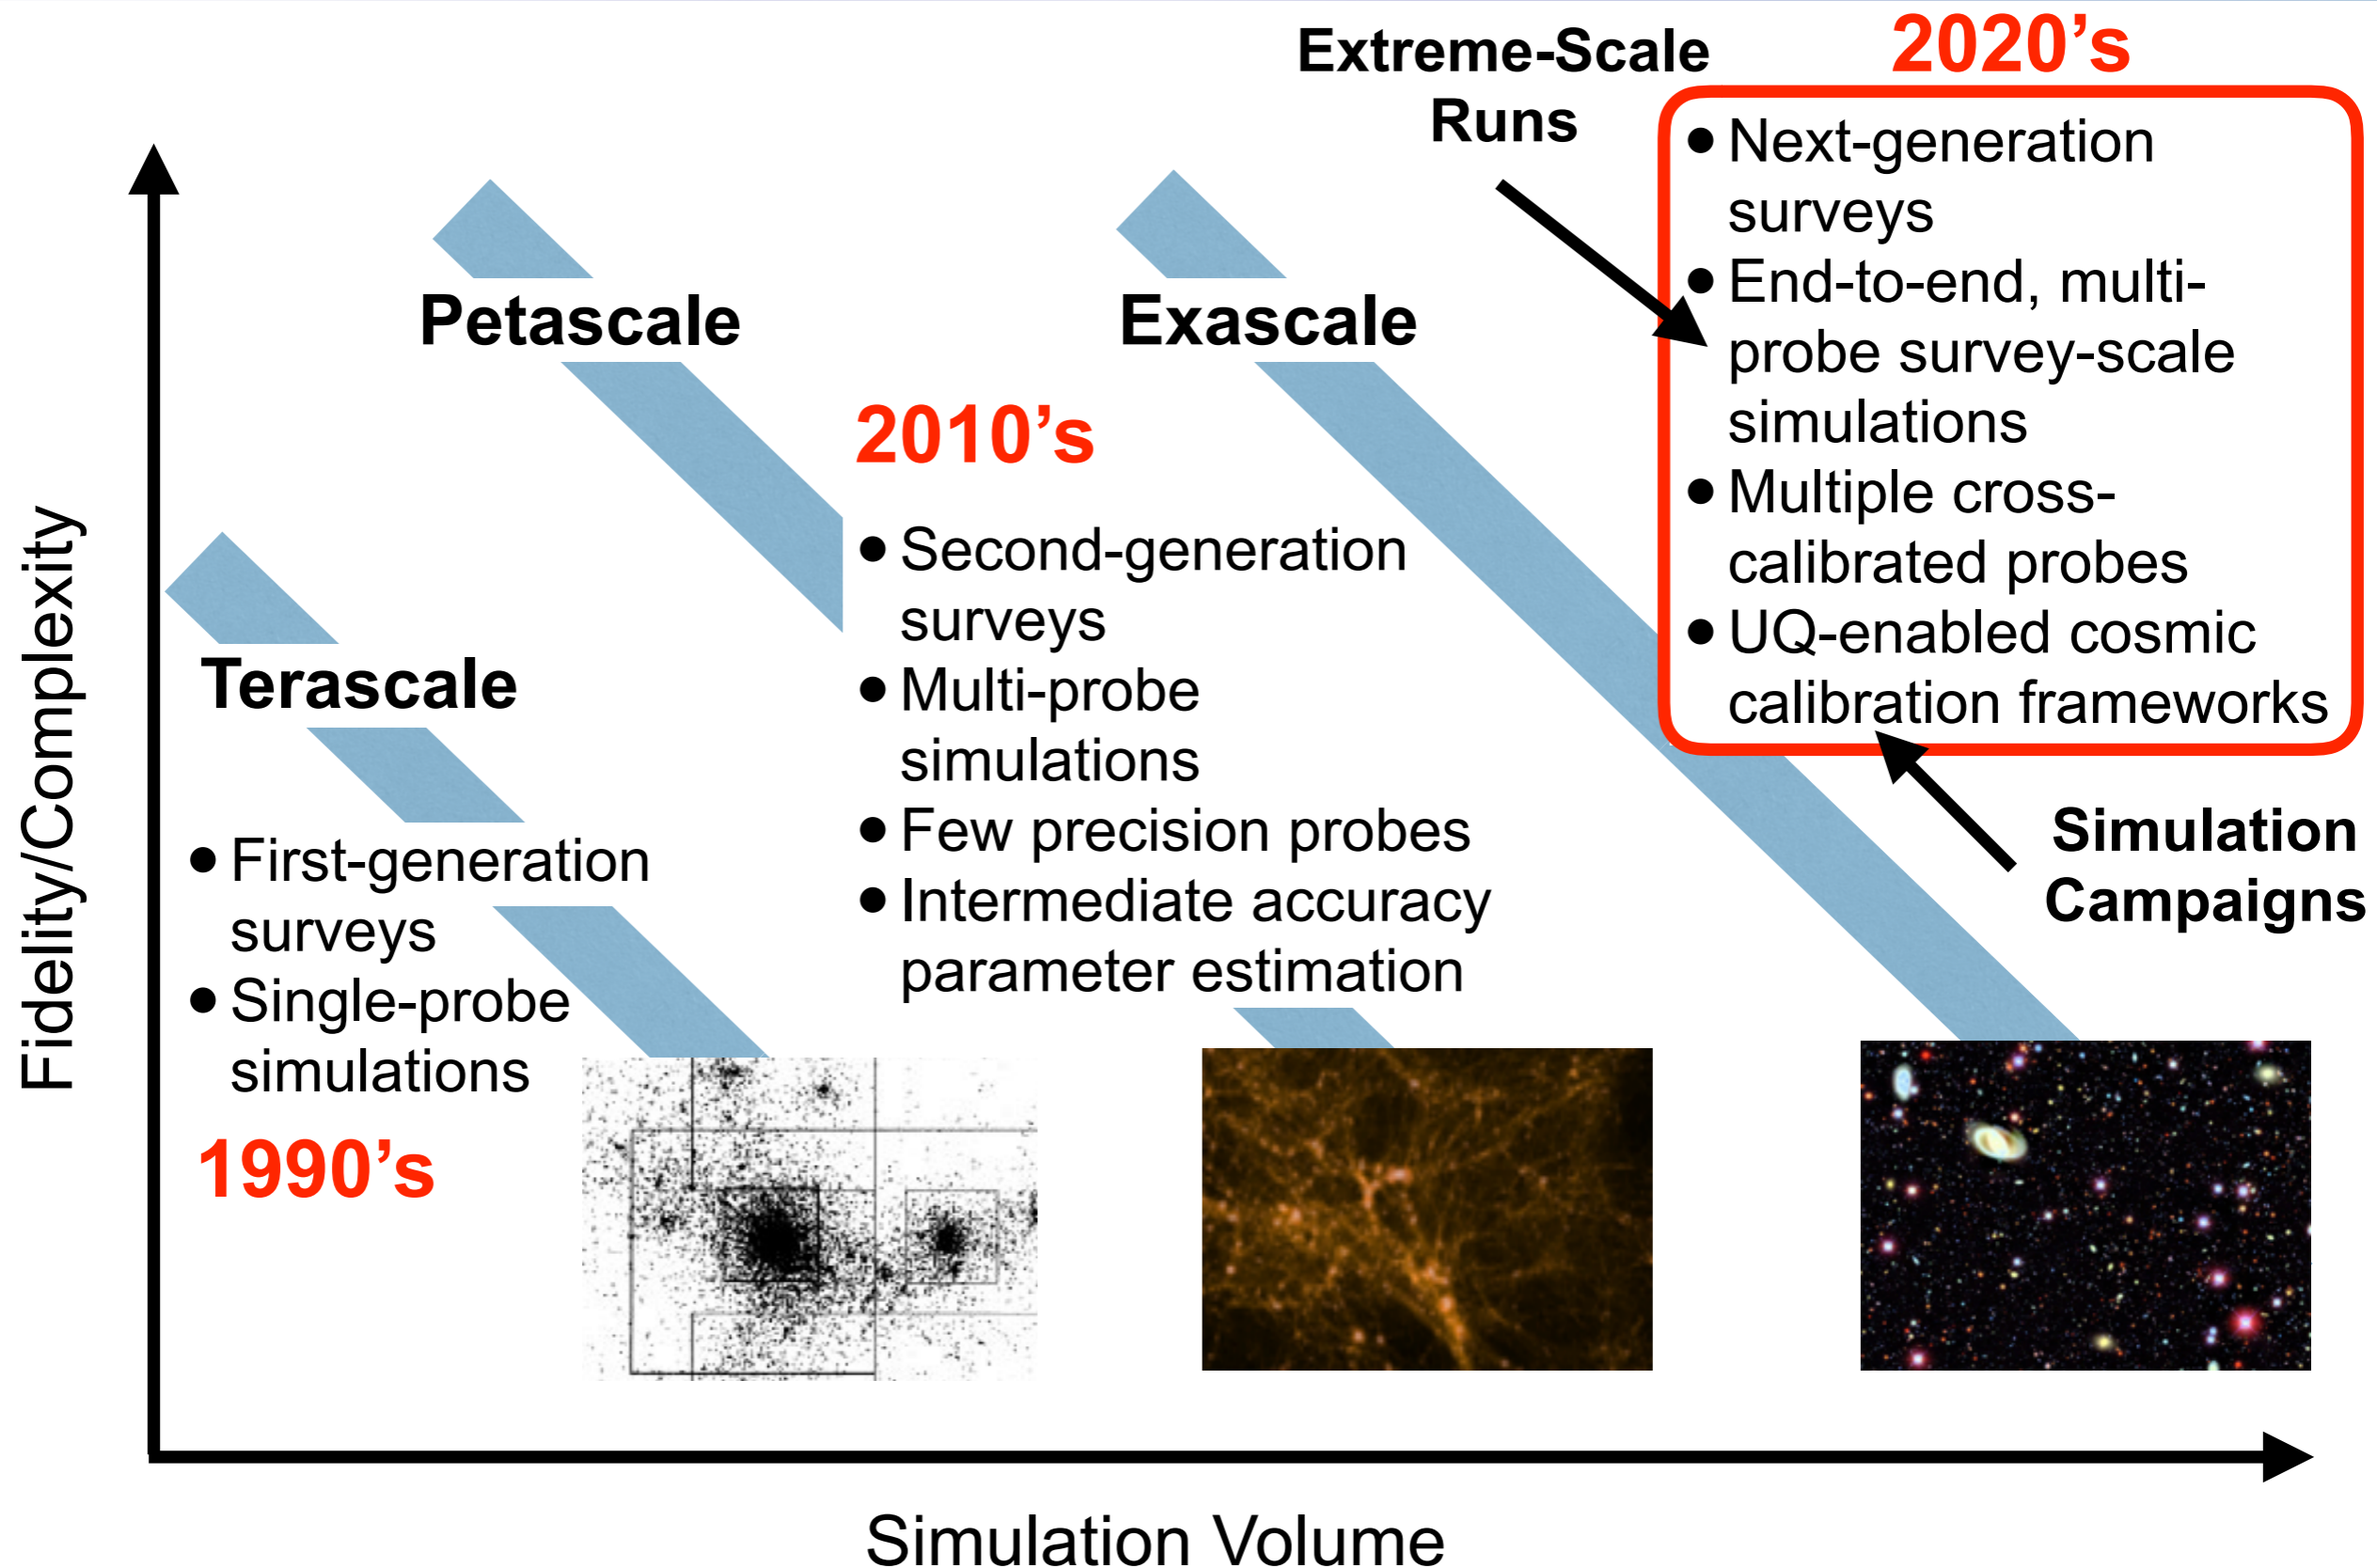 Extreme-Scale
Runs
2020’s
• Next-generation
surveys
• End-to-end, multi-
probe survey-scale
simulations
• Multiple cross-
calibrated probes
• UQ-enabled cosmic
calibration frameworks
Simulation
Campaigns
Petascale
Exascale
2010’s
• Second-generation
surveys
• Multi-probe
simulations
• Few precision probes
• Intermediate accuracy
parameter estimation
Terascale
• First-generation
surveys
• Single-probe
simulations
1990’s
Fidelity/Complexity
Simulation Volume